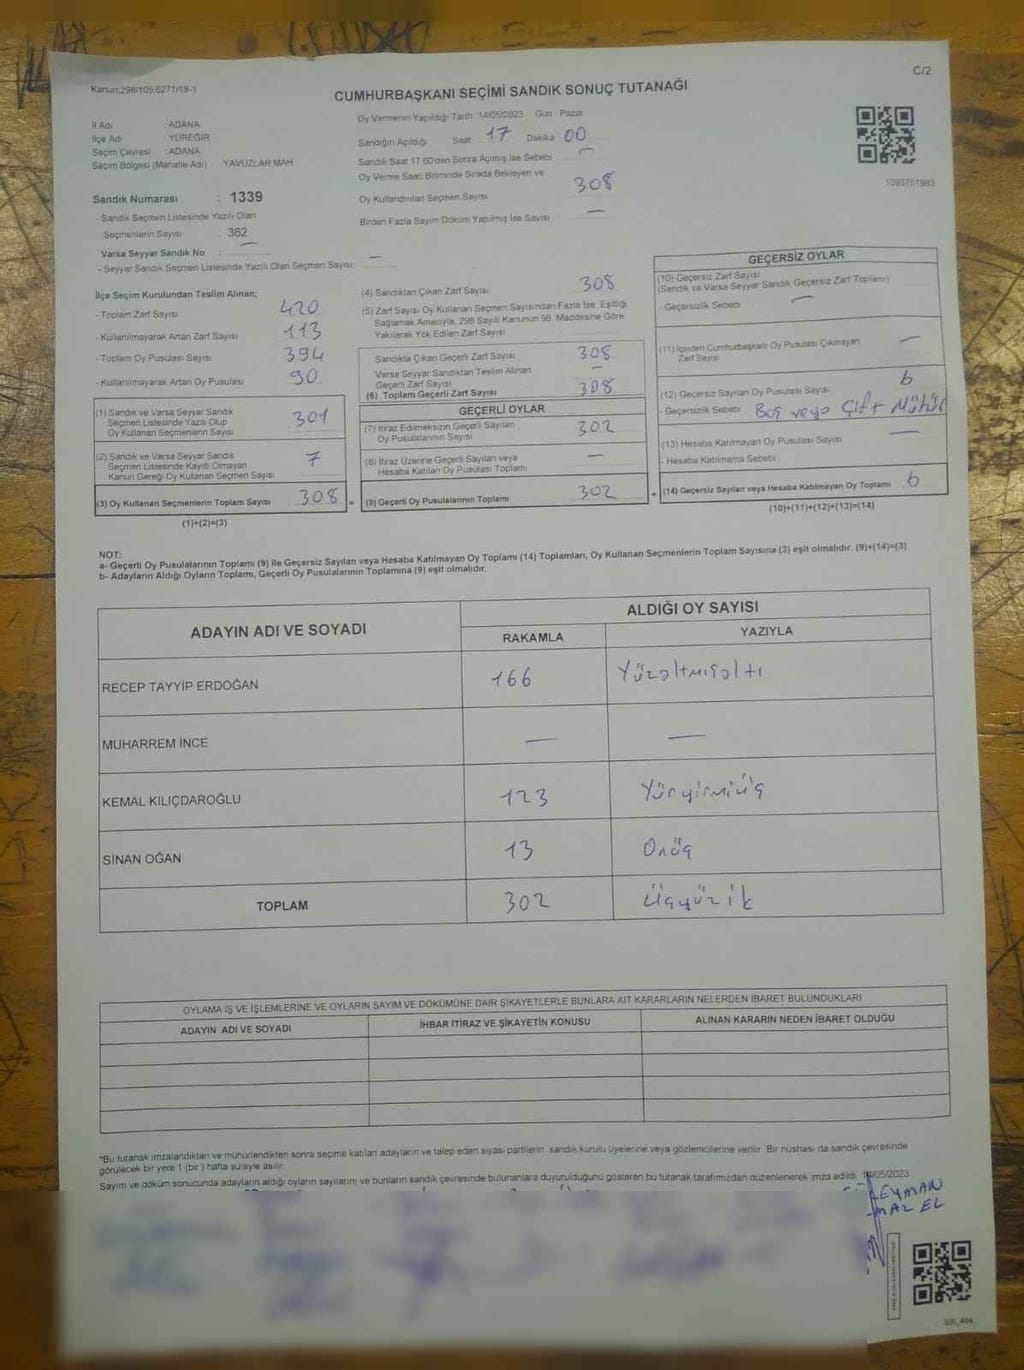 C/2
Kanun:298/105;6271/18-1
CUMHURBAŞKANI SEÇİMİ SANDIK SONUÇ TUTANAĞI
İl Adı : ADANA
İlçe Adı : YÜREĞİR
Seçim Çevresi : ADANA
Seçim Bölgesi (Mahalle Adı) YAVUZLAR MAH
Sandık Numarası : 1339
- Sandık Seçmen Listesinde Yazılı Olan
Seçmenlerin Sayısı : 362
Varsa Seyyar Sandık No : —
- Seyyar Sandık Seçmen Listesinde Yazılı Olan Seçmen Sayısı: —
Oy Vermenin Yapıldığı Tarih: 14/05/2023 Gün : Pazar
Sandığın Açıldığı Saat 17 Dakika 00
Sandık Saat 17.00'den Sonra Açılmış İse Sebebi —
Oy Verme Saati Bitiminde Sırada Bekleyen ve
Oy Kullandırılan Seçmen Sayısı 308
Birden Fazla Sayım Döküm Yapılmış İse Sayısı —
1093751983
İlçe Seçim Kurulundan Teslim Alınan;
- Toplam Zarf Sayısı 420
- Kullanılmayarak Artan Zarf Sayısı 113
- Toplam Oy Pusulası Sayısı 394
- Kullanılmayarak Artan Oy Pusulası 90
(1) Sandık ve Varsa Seyyar Sandık
Seçmen Listesinde Yazılı Olup
Oy Kullanan Seçmenlerin Sayısı 301
(2) Sandık ve Varsa Seyyar Sandık
Seçmen Listesinde Kayıtlı Olmayan
Kanun Gereği Oy Kullanan Seçmen Sayısı 7
(3) Oy Kullanan Seçmenlerin Toplam Sayısı 308 =
(1)+(2)=(3)
(4) Sandıktan Çıkan Zarf Sayısı 308
(5) Zarf Sayısı Oy Kullanan Seçmen Sayısından Fazla İse, Eşitliği
Sağlamak Amacıyla, 298 Sayılı Kanunun 98. Maddesine Göre
Yakılarak Yok Edilen Zarf Sayısı
Sandıkta Çıkan Geçerli Zarf Sayısı 308
Varsa Seyyar Sandıktan Teslim Alınan
Geçerli Zarf Sayısı —
(6) Toplam Geçerli Zarf Sayısı 308
GEÇERLİ OYLAR
(7) İtiraz Edilmeksizin Geçerli Sayılan
Oy Pusulalarının Sayısı 302
(8) İtiraz Üzerine Geçerli Sayılan veya
Hesaba Katılan Oy Pusulası Toplamı —
(9) Geçerli Oy Pusulalarının Toplamı 302 +
GEÇERSİZ OYLAR
(10) Geçersiz Zarf Sayısı
(Sandık ve Varsa Seyyar Sandık Geçersiz Zarf Toplamı)
- Geçersizlik Sebebi —
(11) İçinden Cumhurbaşkanı Oy Pusulası Çıkmayan
Zarf Sayısı —
(12) Geçersiz Sayılan Oy Pusulası Sayısı 6
- Geçersizlik Sebebi Boş veya Çift Mühür
(13) Hesaba Katılmayan Oy Pusulası Sayısı —
- Hesaba Katılmama Sebebi
(14) Geçersiz Sayılan veya Hesaba Katılmayan Oy Toplamı 6
(10)+(11)+(12)+(13)=(14)
NOT:
a- Geçerli Oy Pusulalarının Toplamı (9) ile Geçersiz Sayılan veya Hesaba Katılmayan Oy Toplamı (14) Toplamları, Oy Kullanan Seçmenlerin Toplam Sayısına (3) eşit olmalıdır. (9)+(14)=(3)
b- Adayların Aldığı Oyların Toplamı, Geçerli Oy Pusulalarının Toplamına (9) eşit olmalıdır.
ADAYIN ADI VE SOYADI ALDIĞI OY SAYISI
RAKAMLA YAZIYLA
RECEP TAYYİP ERDOĞAN 166 Yüzaltmışaltı
MUHARREM İNCE — —
KEMAL KILIÇDAROĞLU 123 Yüzyirmiüç
SİNAN OĞAN 13 Onüç
TOPLAM 302 Üçyüzik
OYLAMA İŞ VE İŞLEMLERİNE VE OYLARIN SAYIM VE DÖKÜMÜNE DAİR ŞİKAYETLERLE BUNLARA AİT KARARLARIN NELERDEN İBARET BULUNDUKLARI
ADAYIN ADI VE SOYADI İHBAR İTİRAZ VE ŞİKAYETİN KONUSU ALINAN KARARIN NEDEN İBARET OLDUĞU
*Bu tutanak imzalandıktan ve mühürlendikten sonra seçime katılan adayların ve talep eden siyasi partilerin sandık kurulu üyelerine veya gözlemcilerine verilir. Bir nüshası da sandık çevresinde
görülecek bir yere 1 (bir ) hafta süreyle asılır.
Sayım ve döküm sonucunda adayların aldığı oyların sayılarını ve bunların sandık çevresinde bulunanlara duyurulduğunu gösteren bu tutanak tarafımızdan düzenlenerek imza edildi. 14/05/2023